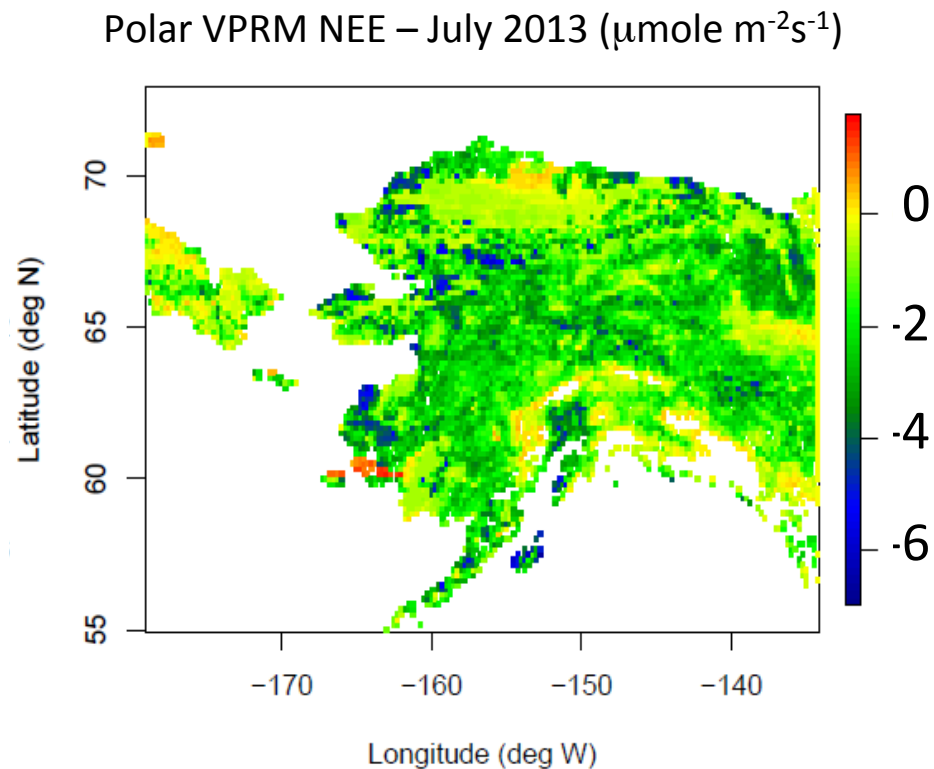 Polar VPRM NEE – July 2013 (μmole m⁻²s⁻¹)
70
65
60
55
Latitude (deg N)
−170 −160 −150 −140
Longitude (deg W)
0
-2
-4
-6